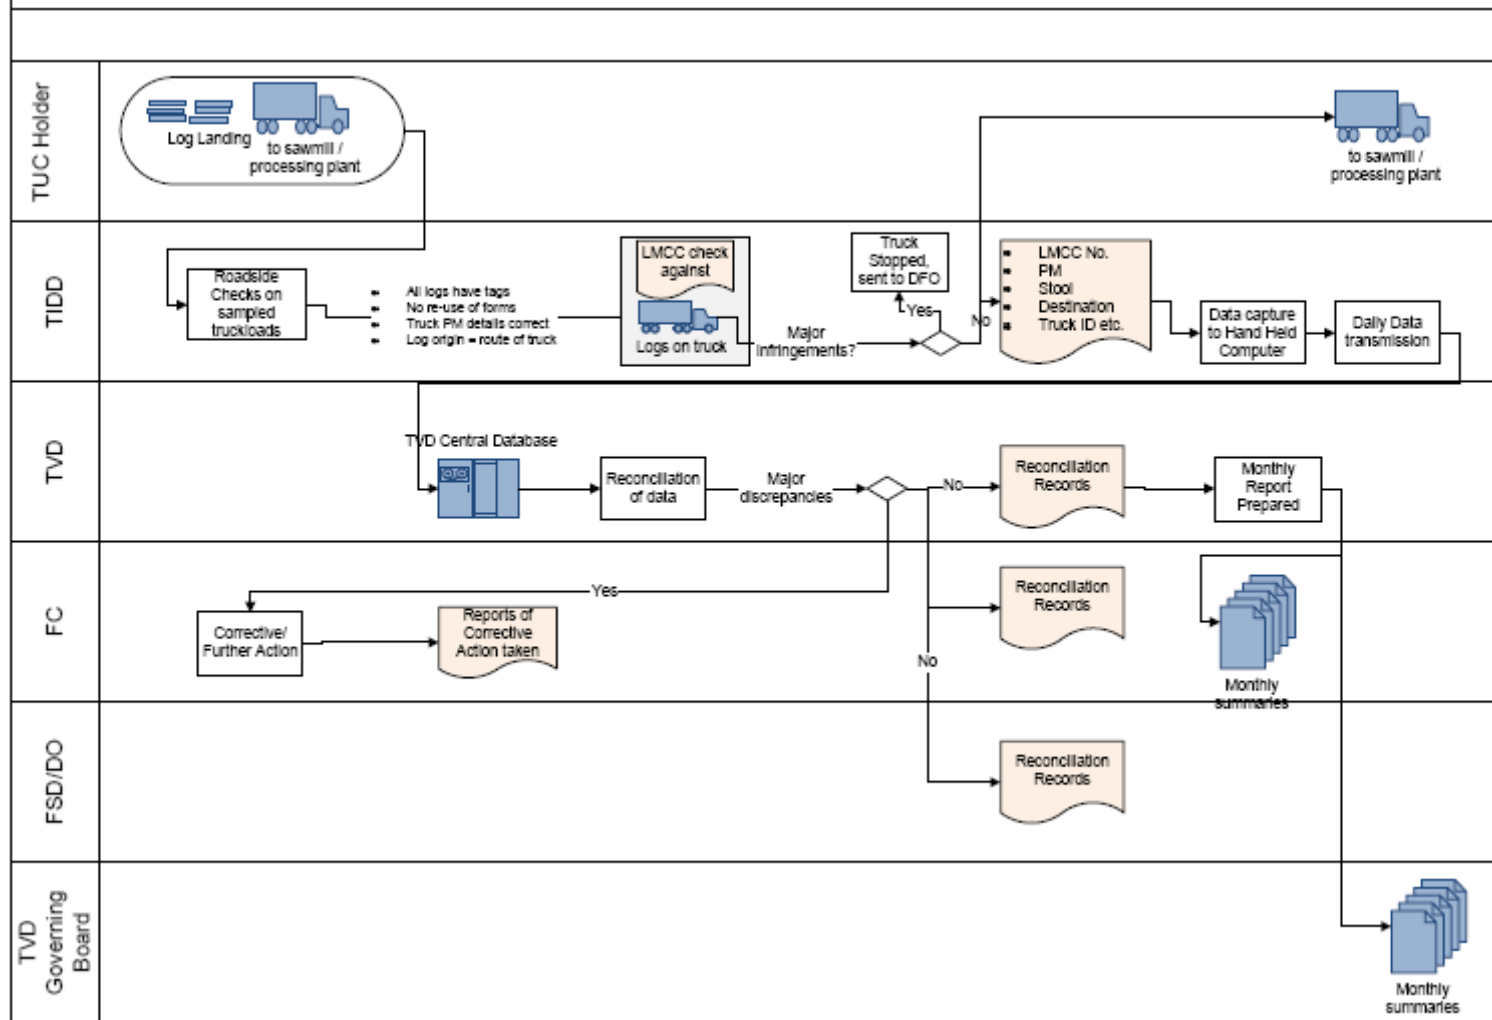 TUC Holder
Log Landing
to sawmill /
processing plant
to sawmill /
processing plant
TIDD
Roadside
Checks on
sampled
truckloads
All logs have tags
No re-use of forms
Truck PM details correct
Log origin = route of truck
LMCC check
against
Logs on truck
Major
infringements?
Truck
Stopped,
sent to DFO
Yes
No
LMCC No.
PM
Stool
Destination
Truck ID etc.
Data capture
to Hand Held
Computer
Daily Data
transmission
TVD
TVD Central Database
Reconciliation
of data
Major
discrepancies
No
Reconciliation
Records
Monthly
Report
Prepared
FC
Yes
Corrective/
Further Action
Reports of
Corrective
Action taken
No
Reconciliation
Records
Monthly
summaries
FSD/DO
Reconciliation
Records
TVD
Governing
Board
Monthly
summaries